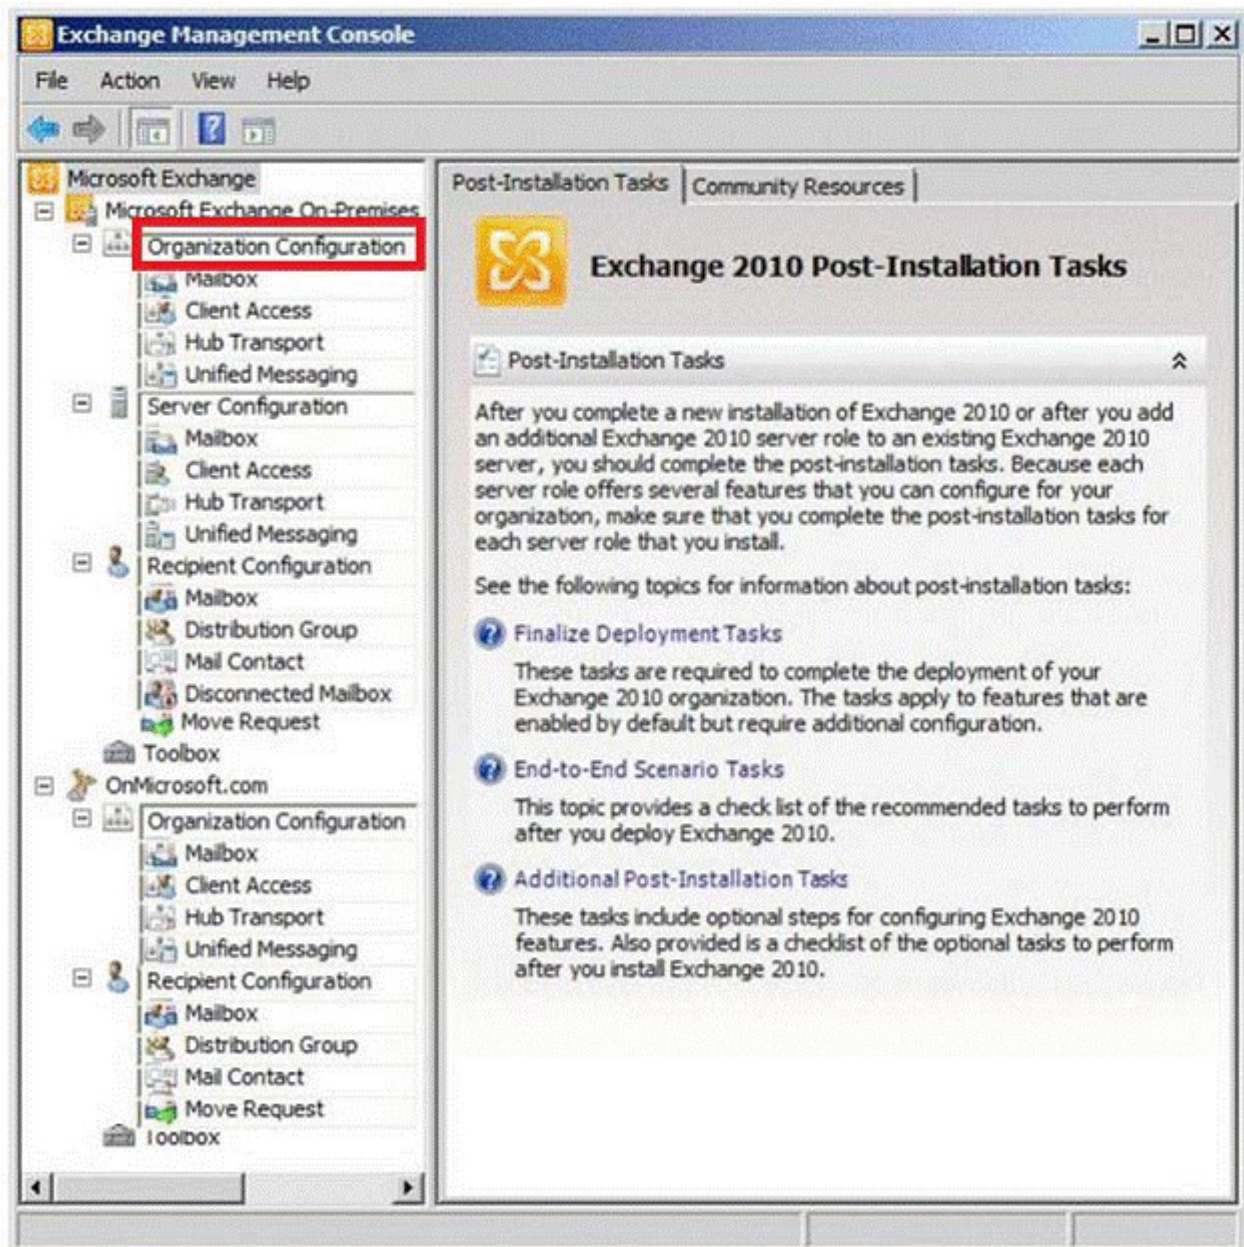 Exchange Management Console
File Action View Help
Microsoft Exchange
Microsoft Exchange On-Premises
Organization Configuration
Mailbox
Client Access
Hub Transport
Unified Messaging
Server Configuration
Mailbox
Client Access
Hub Transport
Unified Messaging
Recipient Configuration
Mailbox
Distribution Group
Mail Contact
Disconnected Mailbox
Move Request
Toolbox
OnMicrosoft.com
Organization Configuration
Mailbox
Client Access
Hub Transport
Unified Messaging
Recipient Configuration
Mailbox
Distribution Group
Mail Contact
Move Request
Toolbox
Post-Installation Tasks Community Resources
Exchange 2010 Post-Installation Tasks
Post-Installation Tasks
After you complete a new installation of Exchange 2010 or after you add
an additional Exchange 2010 server role to an existing Exchange 2010
server, you should complete the post-installation tasks. Because each
server role offers several features that you can configure for your
organization, make sure that you complete the post-installation tasks for
each server role that you install.
See the following topics for information about post-installation tasks:
Finalize Deployment Tasks
These tasks are required to complete the deployment of your
Exchange 2010 organization. The tasks apply to features that are
enabled by default but require additional configuration.
End-to-End Scenario Tasks
This topic provides a check list of the recommended tasks to perform
after you deploy Exchange 2010.
Additional Post-Installation Tasks
These tasks include optional steps for configuring Exchange 2010
features. Also provided is a checklist of the optional tasks to perform
after you install Exchange 2010.